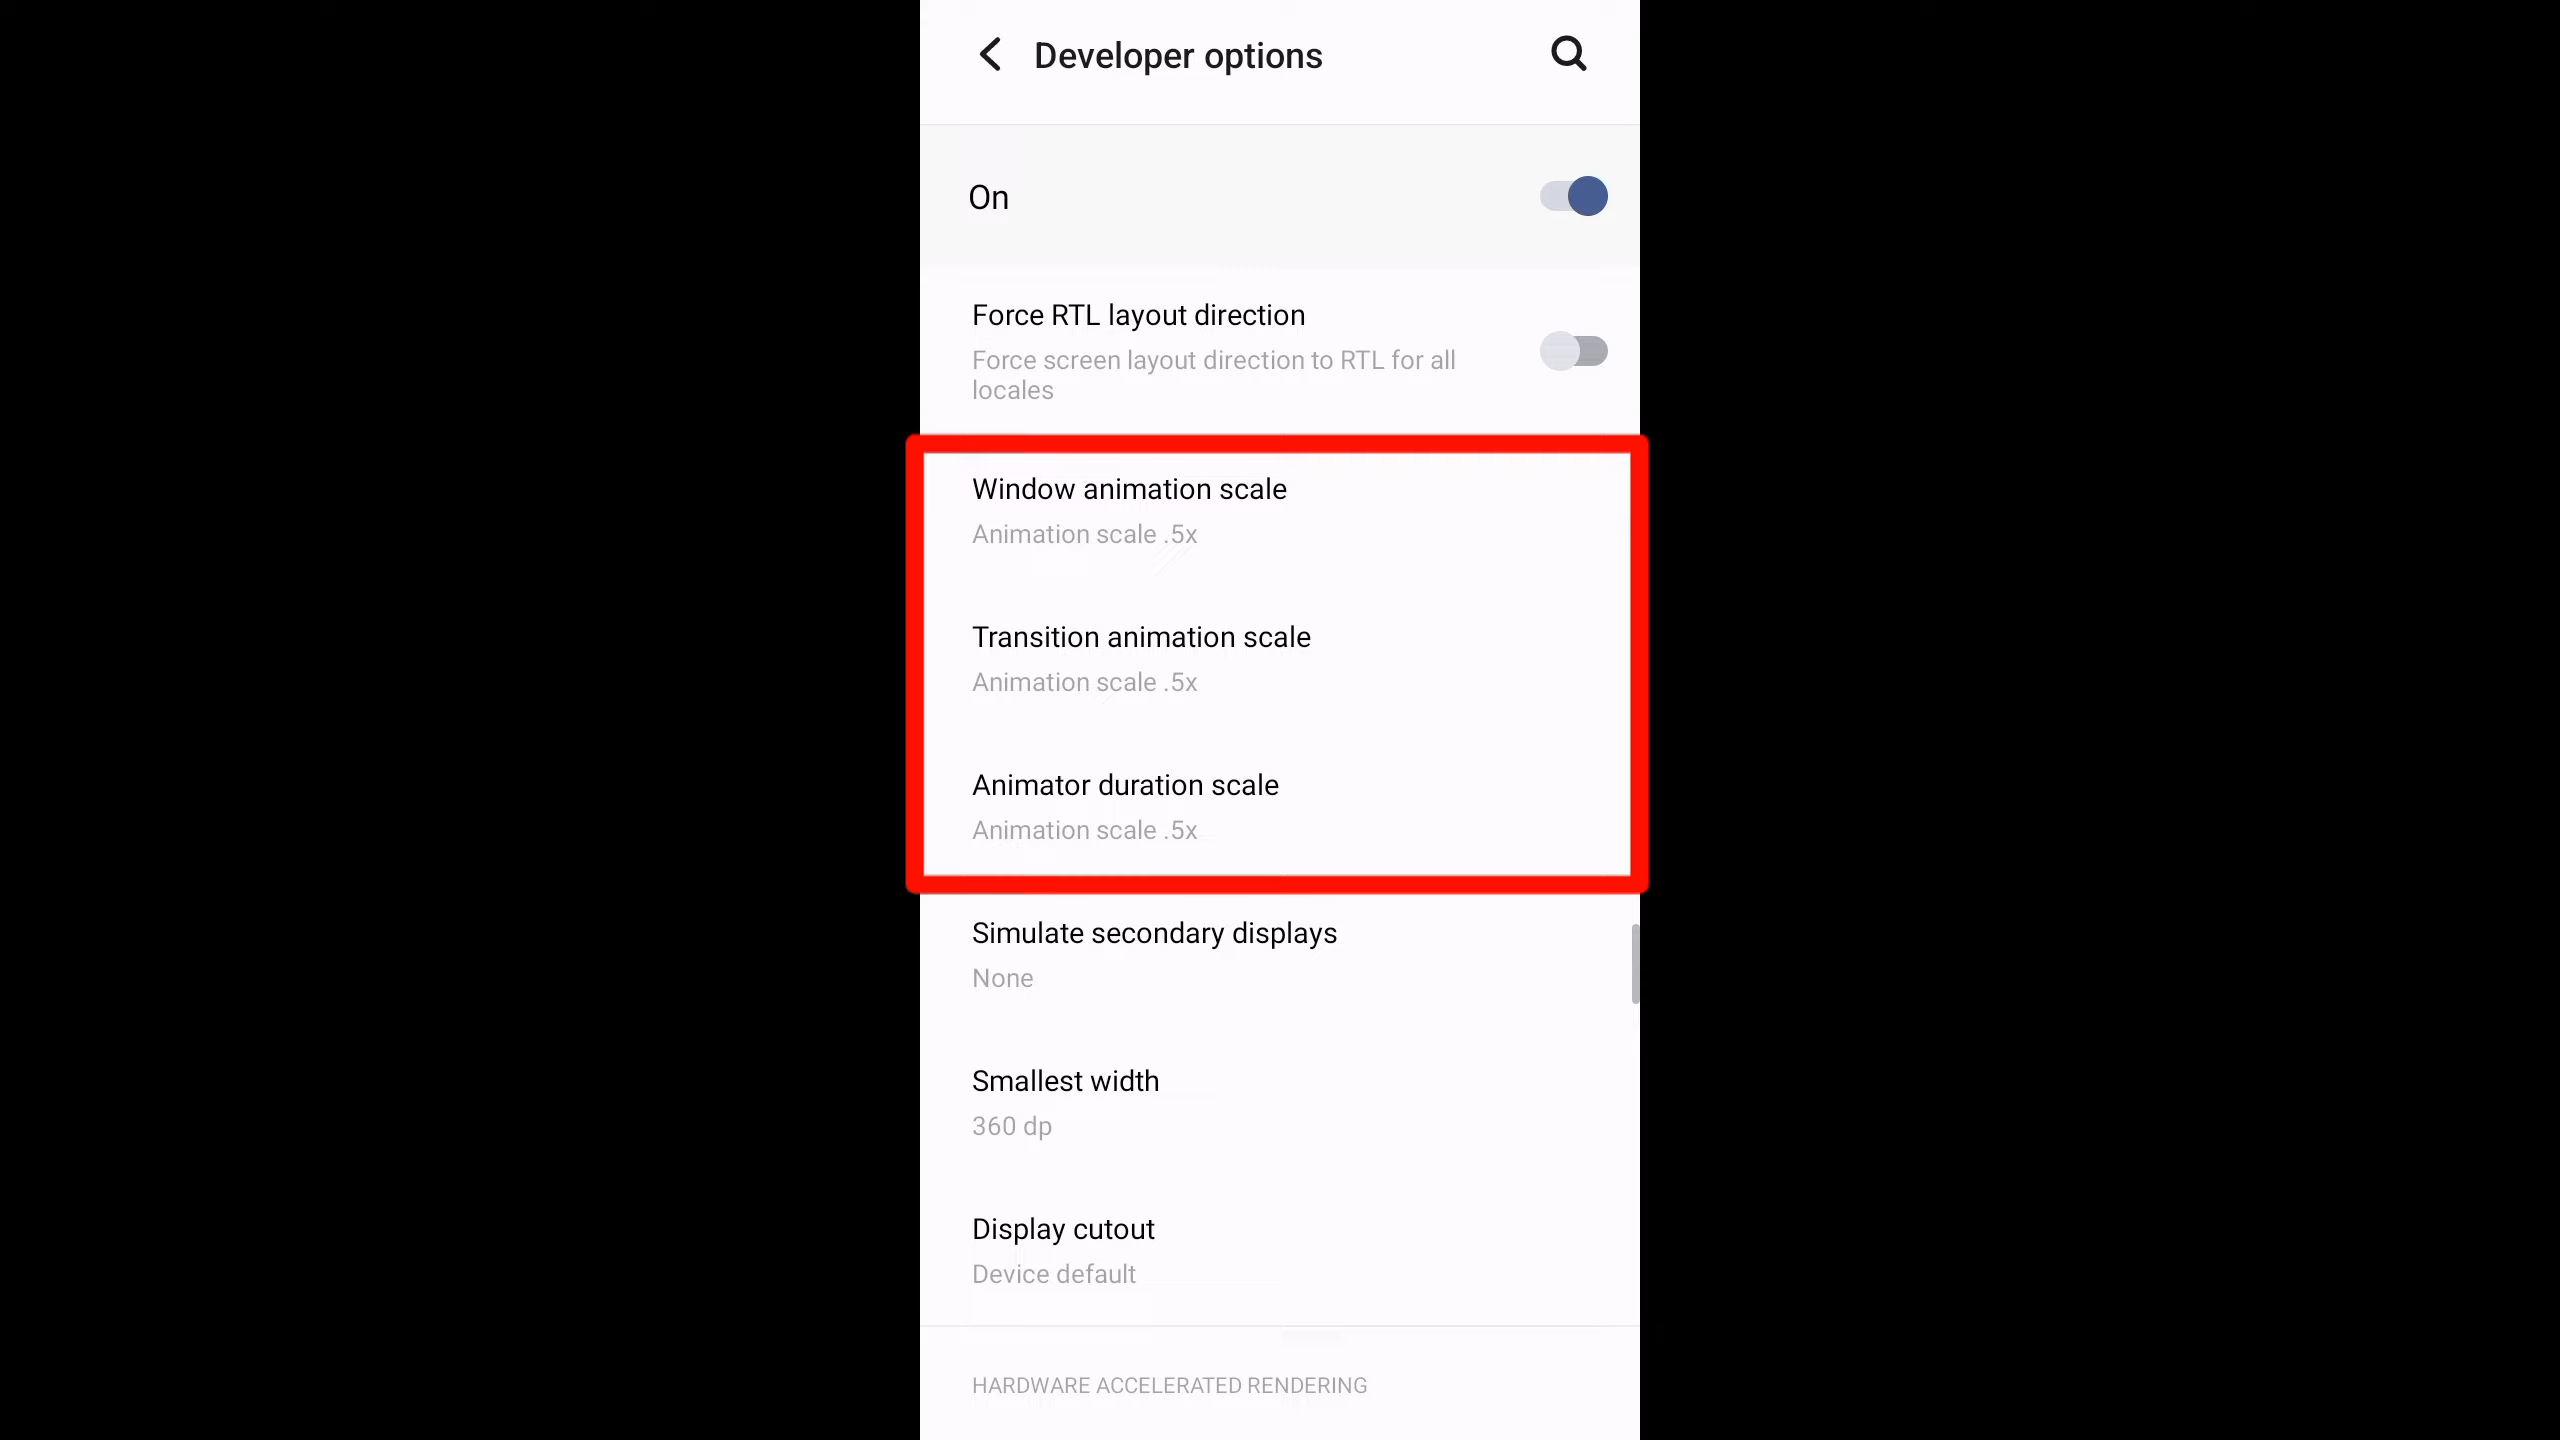 Developer options
On
Force RTL layout direction
Force screen layout direction to RTL for all
locales
Window animation scale
Animation scale .5x
Transition animation scale
Animation scale .5x
Animator duration scale
Animation scale .5x
Simulate secondary displays
None
Smallest width
360 dp
Display cutout
Device default
HARDWARE ACCELERATED RENDERING